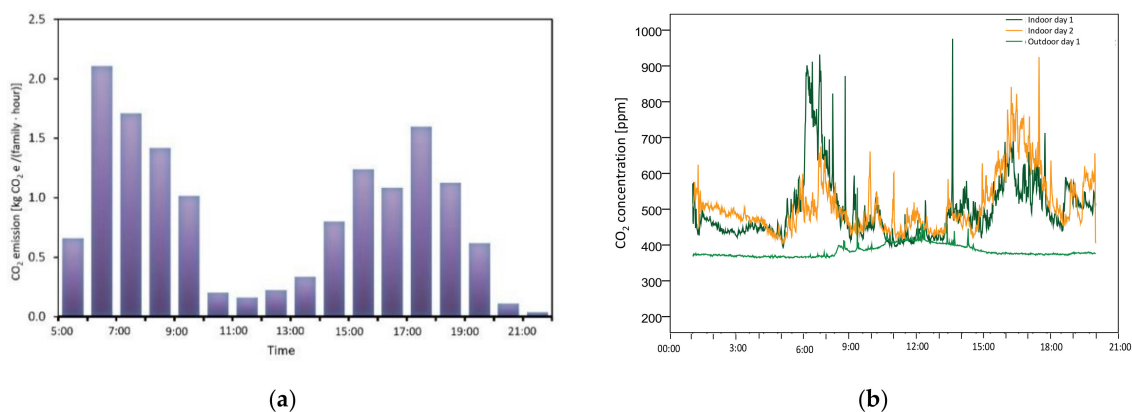 2.5
2.0
1.5
1.0
0.5
0.0
CO2 emission [kg CO2 e /(family · hour)]
5:00 7:00 9:00 11:00 13:00 15:00 17:00 19:00 21:00
Time
(a)
Indoor day 1
Indoor day 2
Outdoor day 1
1000
900
800
700
600
500
400
300
200
CO2 concentration [ppm]
00:00 3:00 6:00 9:00 12:00 15:00 18:00 21:00
(b)